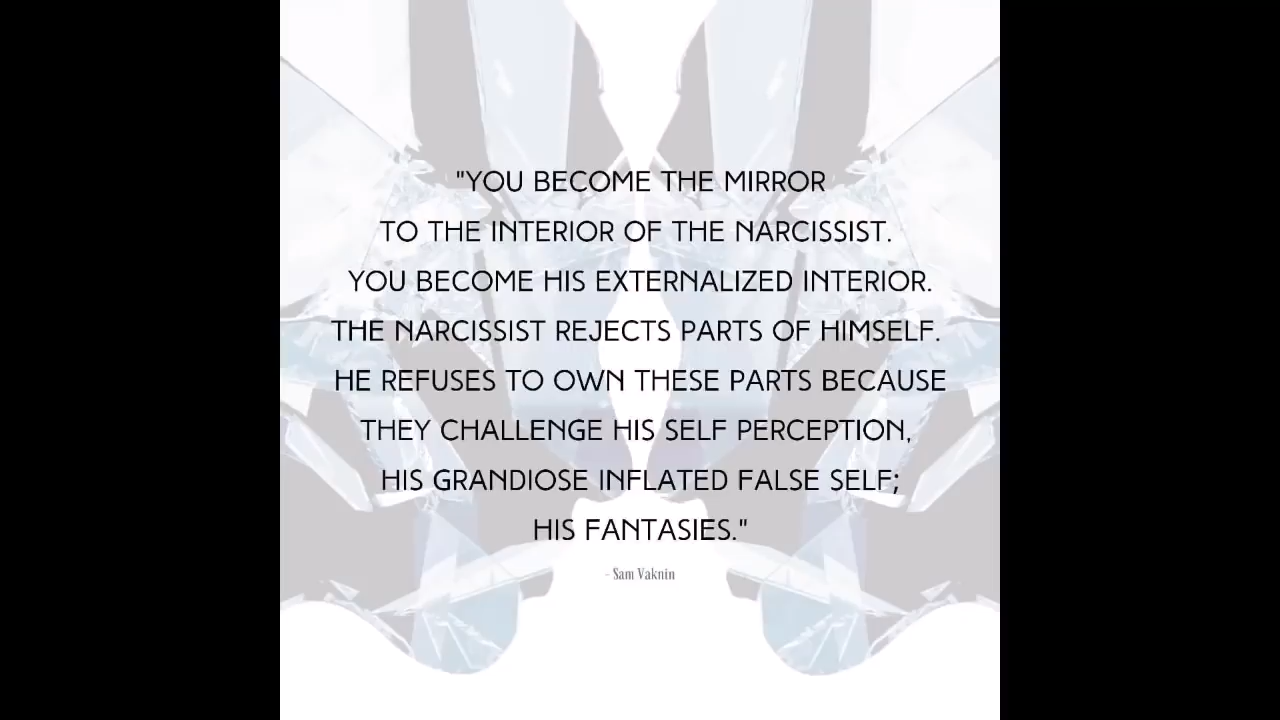 "YOU BECOME THE MIRROR
TO THE INTERIOR OF THE NARCISSIST.
YOU BECOME HIS EXTERNALIZED INTERIOR.
THE NARCISSIST REJECTS PARTS OF HIMSELF.
HE REFUSES TO OWN THESE PARTS BECAUSE
THEY CHALLENGE HIS SELF PERCEPTION,
HIS GRANDIOSE INFLATED FALSE SELF;
HIS FANTASIES."
- Sam Vaknin